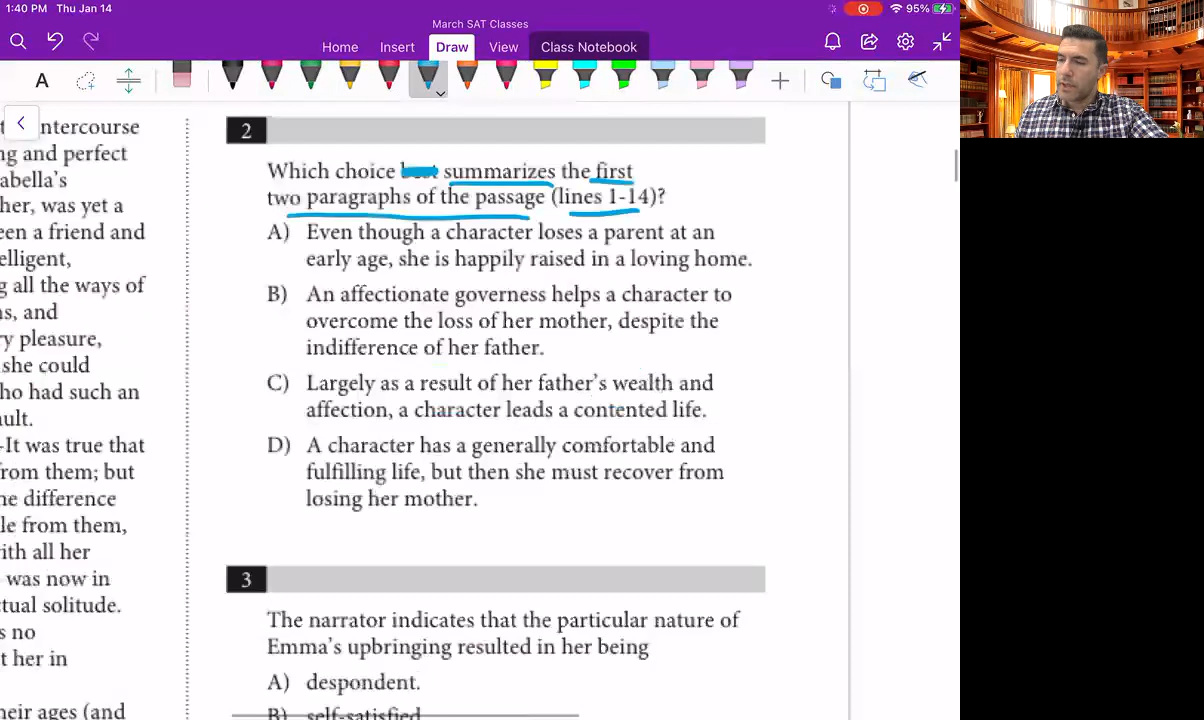 1:40 PM Thu Jan 14
March SAT Classes
95%
Home Insert Draw View Class Notebook
A
intercourse
ng and perfect
abella's
her, was yet a
een a friend and
elligent,
g all the ways of
ns, and
ry pleasure,
she could
ho had such an
ault.
-It was true that
from them; but
ne difference
le from them,
with all her
was now in
ctual solitude.
s no
t her in
heir ages (and
2
Which choice summarizes the first
two paragraphs of the passage (lines 1-14)?
A) Even though a character loses a parent at an
early age, she is happily raised in a loving home.
B) An affectionate governess helps a character to
overcome the loss of her mother, despite the
indifference of her father.
C) Largely as a result of her father's wealth and
affection, a character leads a contented life.
D) A character has a generally comfortable and
fulfilling life, but then she must recover from
losing her mother.
3
The narrator indicates that the particular nature of
Emma's upbringing resulted in her being
A) despondent.
B) self-satisfied